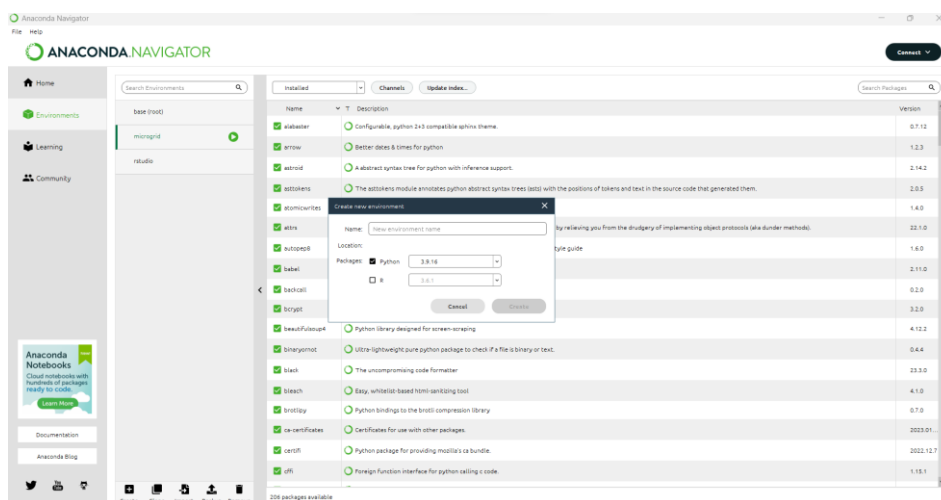 Anaconda Navigator
File Help
ANACONDA.NAVIGATOR
Connect
Home
Environments
Learning
Community
Search Environments
base (root)
microgrid
rstudio
Installed
Channels
Update index...
Search Packages
Name T Description Version
alabaster Configurable, python 2+3 compatible sphinx theme. 0.7.12
arrow Better dates & times for python 1.2.3
astroid A abstract syntax tree for python with inference support. 2.14.2
asttokens The asttokens module annotates python abstract syntax trees (asts) with the positions of tokens and text in the source code that generated them. 2.0.5
atomicwrites 1.4.0
attrs by relieving you from the drudgery of implementing object protocols (aka dunder methods). 22.1.0
autopep8 tyle guide 1.6.0
babel 2.11.0
backcall 0.2.0
bcrypt 3.2.0
beautifulsoup4 Python library designed for screen-scraping 4.12.2
binaryornot Ultra-lightweight pure python package to check if a file is binary or text. 0.4.4
black The uncompromising code formatter 23.3.0
bleach Easy, whitelist-based html-sanitizing tool 4.1.0
brotlipy Python bindings to the brotli compression library 0.7.0
ca-certificates Certificates for use with other packages. 2023.01...
certifi Python package for providing mozilla's ca bundle. 2022.12.7
cffi Foreign function interface for python calling c code. 1.15.1
206 packages available
Create new environment
Name: New environment name
Location:
Packages: Python 3.9.16
R 3.6.1
Cancel Create
Anaconda
Notebooks
Cloud notebooks with
hundreds of packages
ready to code.
Learn More
Documentation
Anaconda Blog